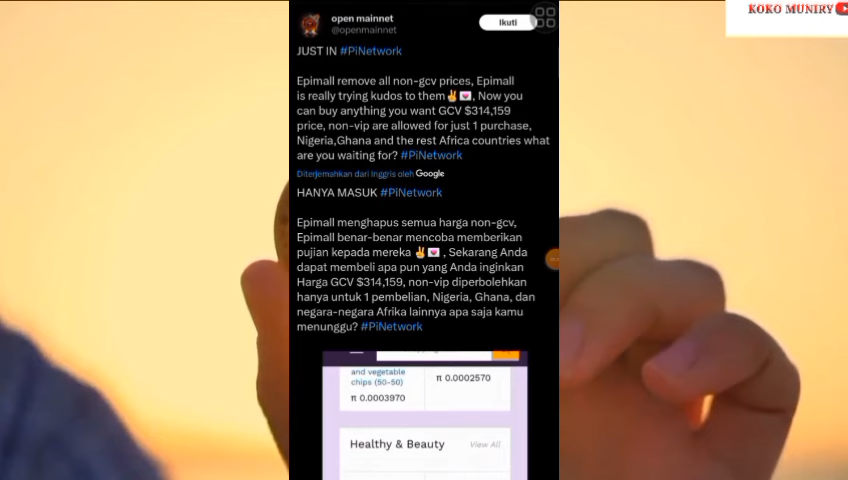 KOKO MUNIRY
open mainnet
@openmainnet
Ikuti
JUST IN #PiNetwork
Epimall remove all non-gcv prices, Epimall
is really trying kudos to them✌️💌, Now you
can buy anything you want GCV $314,159
price, non-vip are allowed for just 1 purchase,
Nigeria,Ghana and the rest Africa countries what
are you waiting for? #PiNetwork
Diterjemahkan dari Inggris oleh Google
HANYA MASUK #PiNetwork
Epimall menghapus semua harga non-gcv,
Epimall benar-benar mencoba memberikan
pujian kepada mereka ✌️💌 , Sekarang Anda
dapat membeli apa pun yang Anda inginkan
Harga GCV $314,159, non-vip diperbolehkan
hanya untuk 1 pembelian, Nigeria, Ghana, dan
negara-negara Afrika lainnya apa saja kamu
menunggu? #PiNetwork
and vegetable
chips (50-50)
π 0.0002570
π 0.0003970
Healthy & Beauty
View All